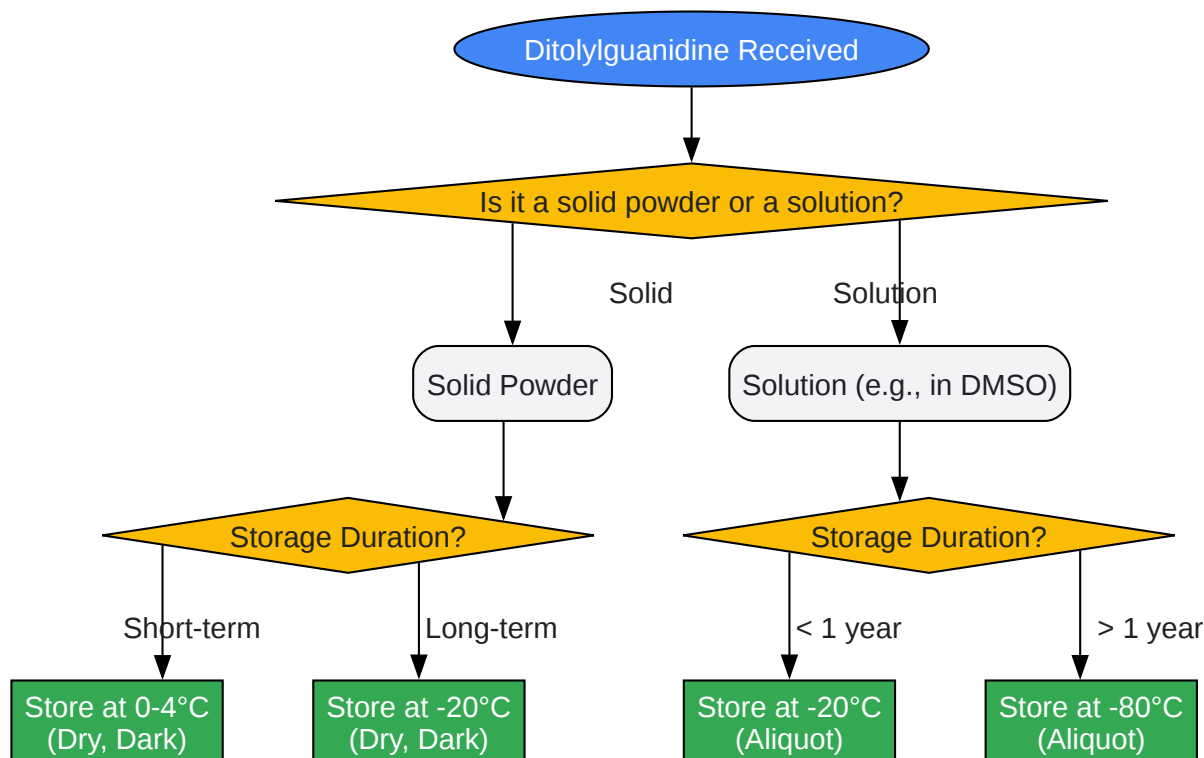 Ditolylguanidine Received
Is it a solid powder or a solution?
Solid
Solution
Solid Powder
Solution (e.g., in DMSO)
Storage Duration?
Storage Duration?
Short-term
Long-term
< 1 year
> 1 year
Store at 0-4°C
(Dry, Dark)
Store at -20°C
(Dry, Dark)
Store at -20°C
(Aliquot)
Store at -80°C
(Aliquot)